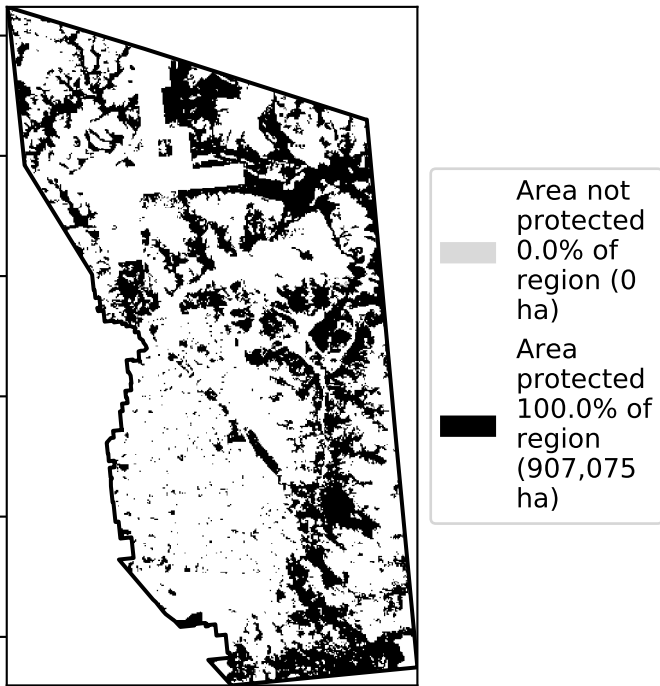 Area not
protected
0.0% of
region (0
ha)
Area
protected
100.0% of
region
(907,075
ha)